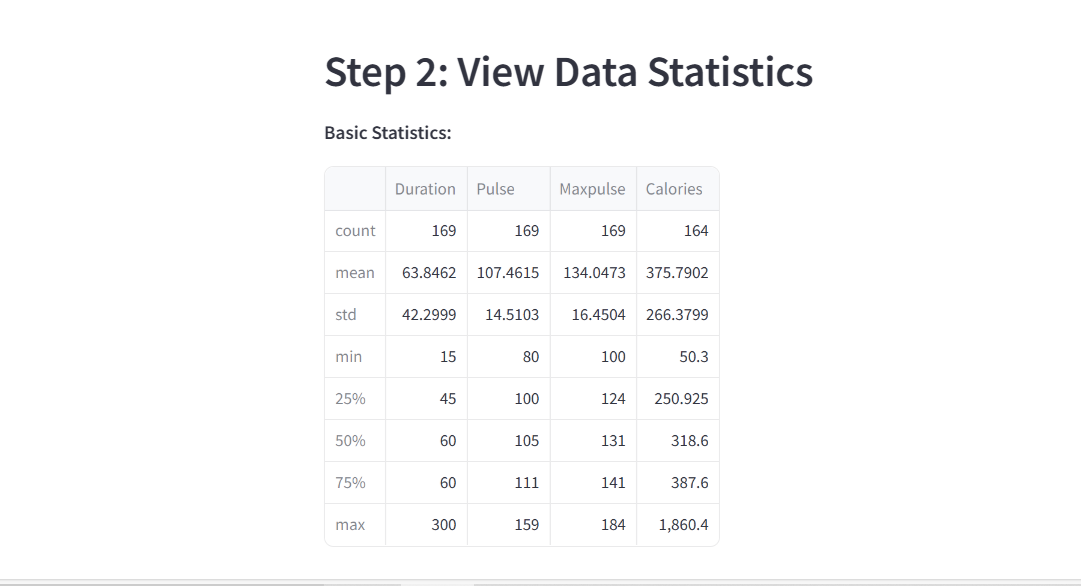 Step 2: View Data Statistics
Basic Statistics:
Duration Pulse Maxpulse Calories
count 169 169 169 164
mean 63.8462 107.4615 134.0473 375.7902
std 42.2999 14.5103 16.4504 266.3799
min 15 80 100 50.3
25% 45 100 124 250.925
50% 60 105 131 318.6
75% 60 111 141 387.6
max 300 159 184 1,860.4